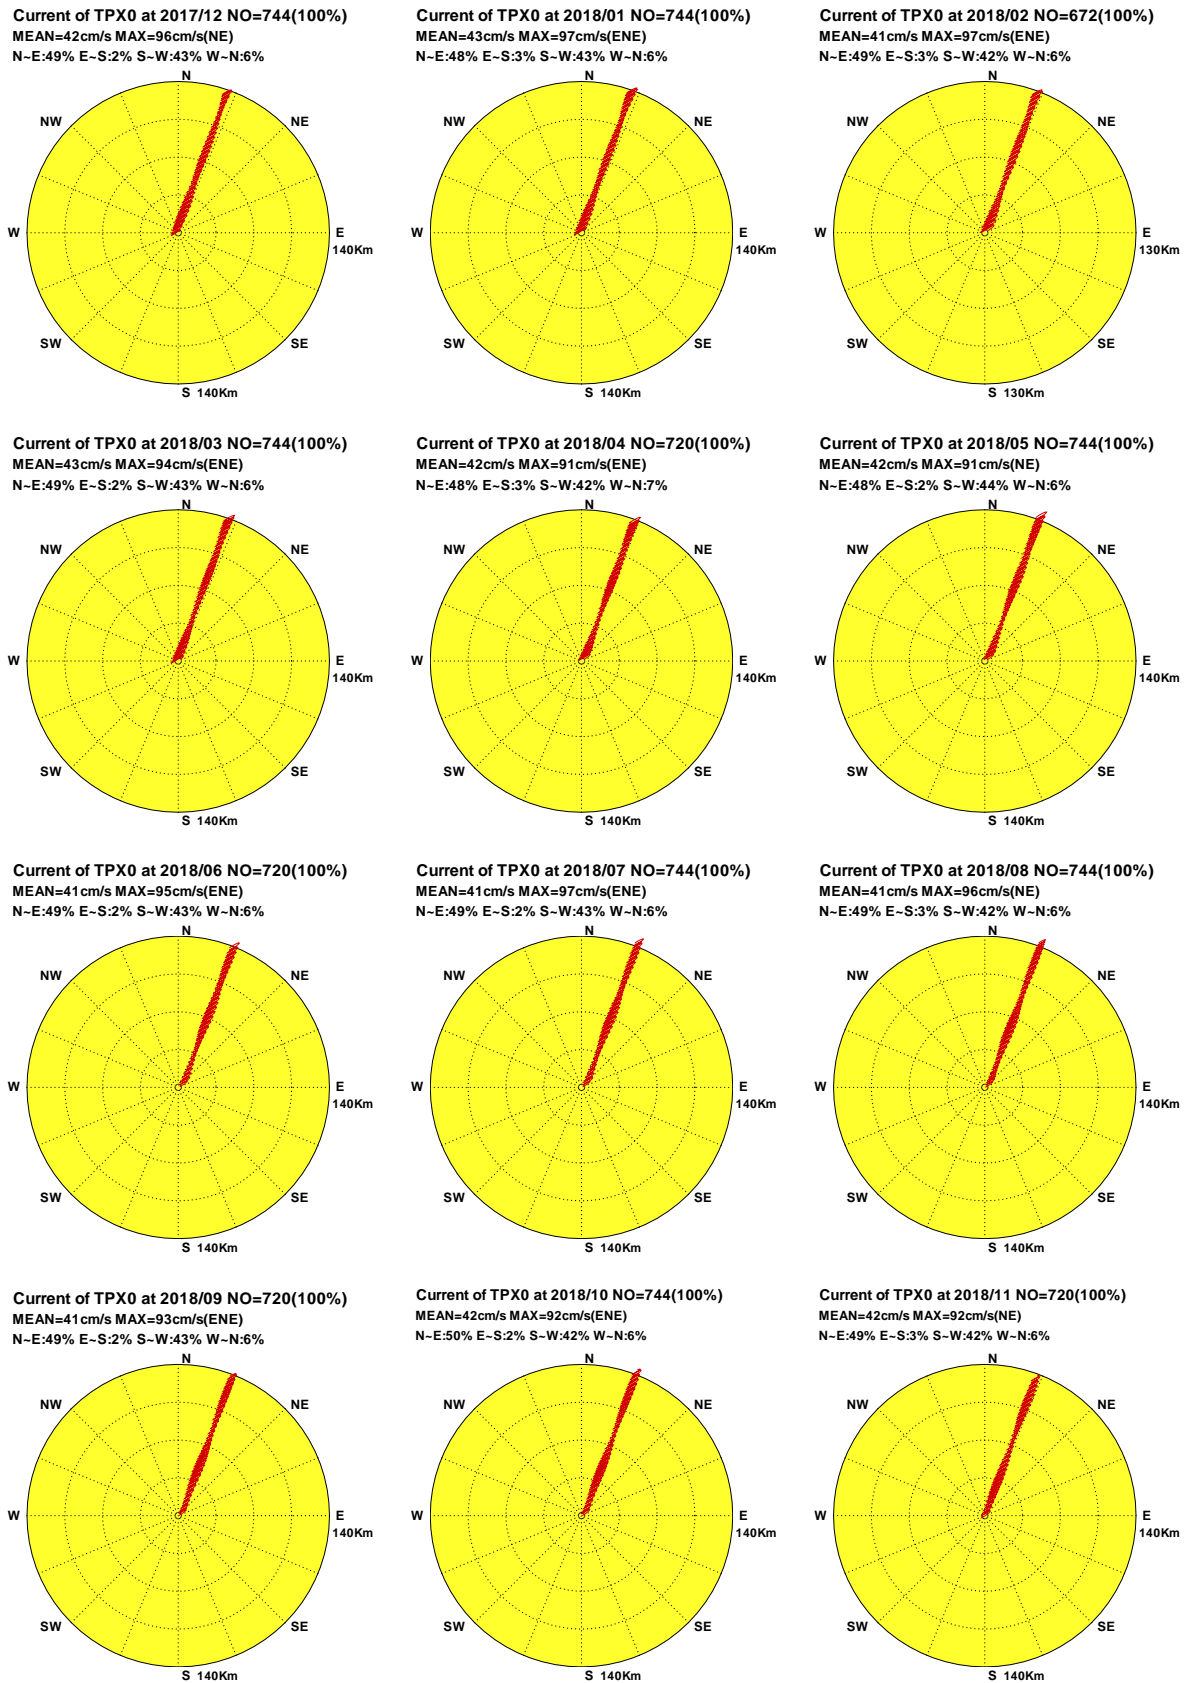 Current of TPX0 at 2017/12 NO=744(100%)
MEAN=42cm/s MAX=96cm/s(NE)
N~E:49% E~S:2% S~W:43% W~N:6%
N
NW
NE
W
E
140Km
SW
SE
S 140Km
Current of TPX0 at 2018/01 NO=744(100%)
MEAN=43cm/s MAX=97cm/s(ENE)
N~E:48% E~S:3% S~W:43% W~N:6%
N
NW
NE
W
E
140Km
SW
SE
S 140Km
Current of TPX0 at 2018/02 NO=672(100%)
MEAN=41cm/s MAX=97cm/s(ENE)
N~E:49% E~S:3% S~W:42% W~N:6%
N
NW
NE
W
E
130Km
SW
SE
S 130Km
Current of TPX0 at 2018/03 NO=744(100%)
MEAN=43cm/s MAX=94cm/s(ENE)
N~E:49% E~S:2% S~W:43% W~N:6%
N
NW
NE
W
E
140Km
SW
SE
S 140Km
Current of TPX0 at 2018/04 NO=720(100%)
MEAN=42cm/s MAX=91cm/s(ENE)
N~E:48% E~S:3% S~W:42% W~N:7%
N
NW
NE
W
E
140Km
SW
SE
S 140Km
Current of TPX0 at 2018/05 NO=744(100%)
MEAN=42cm/s MAX=91cm/s(NE)
N~E:48% E~S:2% S~W:44% W~N:6%
N
NW
NE
W
E
140Km
SW
SE
S 140Km
Current of TPX0 at 2018/06 NO=720(100%)
MEAN=41cm/s MAX=95cm/s(ENE)
N~E:49% E~S:2% S~W:43% W~N:6%
N
NW
NE
W
E
140Km
SW
SE
S 140Km
Current of TPX0 at 2018/07 NO=744(100%)
MEAN=41cm/s MAX=97cm/s(ENE)
N~E:49% E~S:2% S~W:43% W~N:6%
N
NW
NE
W
E
140Km
SW
SE
S 140Km
Current of TPX0 at 2018/08 NO=744(100%)
MEAN=41cm/s MAX=96cm/s(NE)
N~E:49% E~S:3% S~W:42% W~N:6%
N
NW
NE
W
E
140Km
SW
SE
S 140Km
Current of TPX0 at 2018/09 NO=720(100%)
MEAN=41cm/s MAX=93cm/s(ENE)
N~E:49% E~S:2% S~W:43% W~N:6%
N
NW
NE
W
E
140Km
SW
SE
S 140Km
Current of TPX0 at 2018/10 NO=744(100%)
MEAN=42cm/s MAX=92cm/s(ENE)
N~E:50% E~S:2% S~W:42% W~N:6%
N
NW
NE
W
E
140Km
SW
SE
S 140Km
Current of TPX0 at 2018/11 NO=720(100%)
MEAN=42cm/s MAX=92cm/s(NE)
N~E:49% E~S:3% S~W:42% W~N:6%
N
NW
NE
W
E
140Km
SW
SE
S 140Km